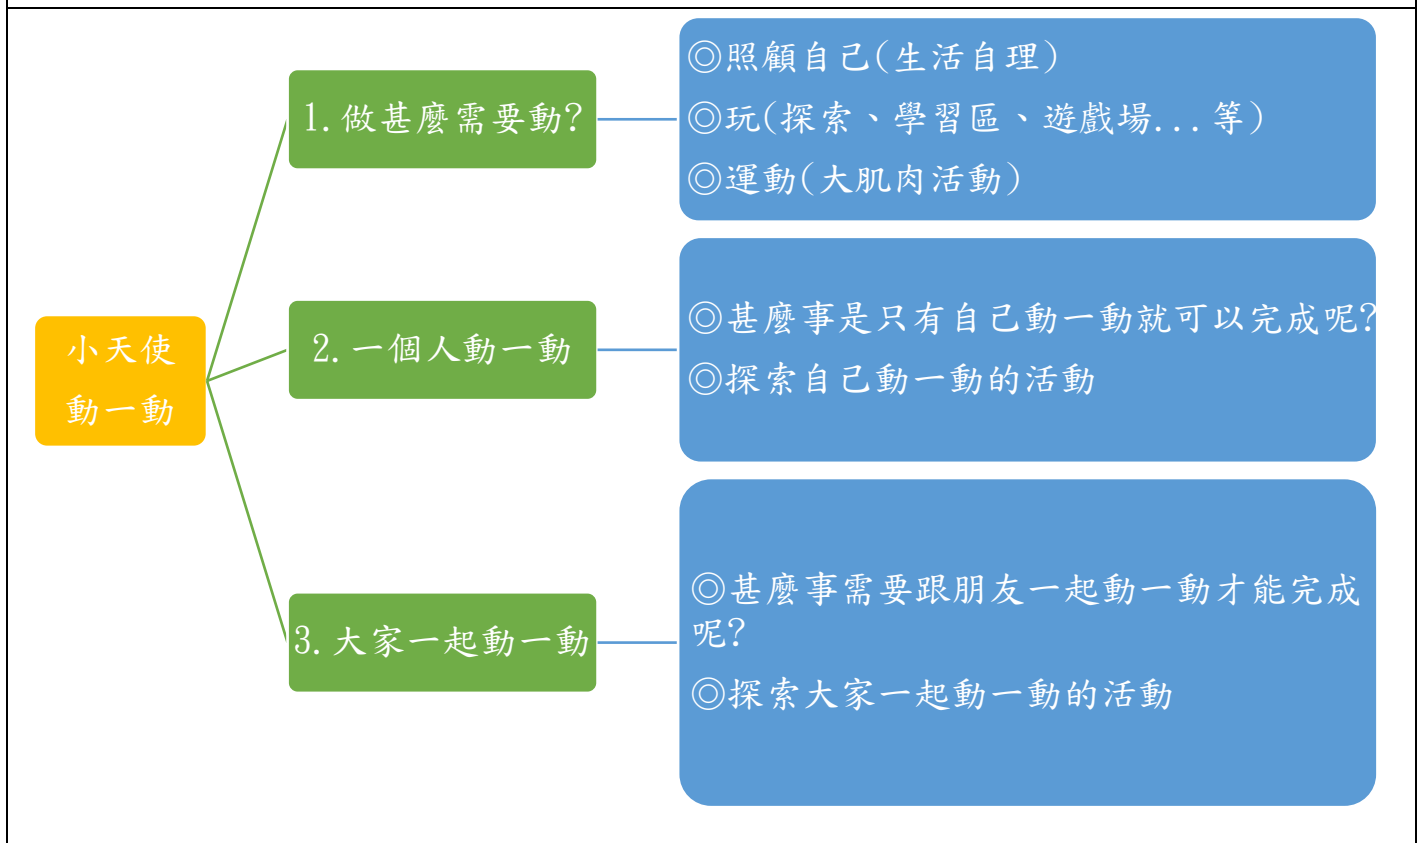 小天使
動一動
1.做甚麼需要動?
◎照顧自己(生活自理)
◎玩(探索、學習區、遊戲場...等)
◎運動(大肌肉活動)
2.一個人動一動
◎甚麼事是只有自己動一動就可以完成呢?
◎探索自己動一動的活動
3.大家一起動一動
◎甚麼事需要跟朋友一起動一動才能完成
呢?
◎探索大家一起動一動的活動